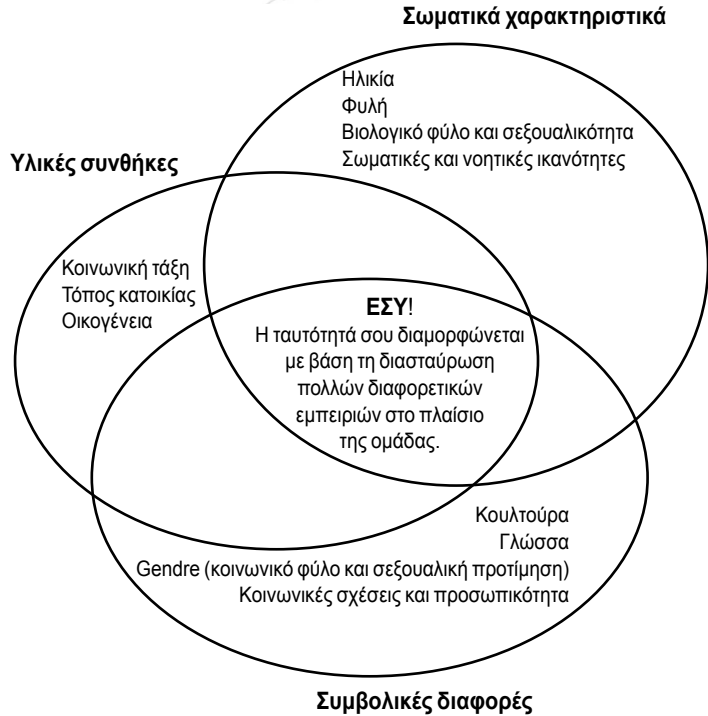 Σωματικά χαρακτηριστικά
Ηλικία
Φυλή
Βιολογικό φύλο και σεξουαλικότητα
Σωματικές και νοητικές ικανότητες
Υλικές συνθήκες
Κοινωνική τάξη
Τόπος κατοικίας
Οικογένεια
ΕΣΥ!
Η ταυτότητά σου διαμορφώνεται
με βάση τη διασταύρωση
πολλών διαφορετικών
εμπειριών στο πλαίσιο
της ομάδας.
Κουλτούρα
Γλώσσα
Gendre (κοινωνικό φύλο και σεξουαλική προτίμηση)
Κοινωνικές σχέσεις και προσωπικότητα
Συμβολικές διαφορές